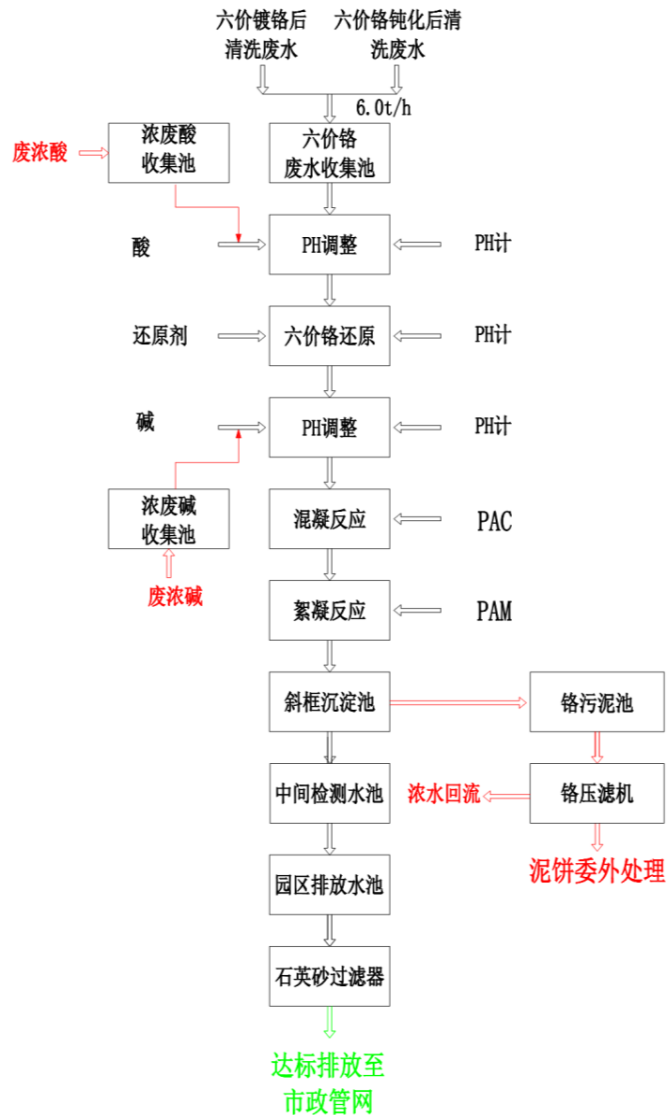 六价镀铬后
清洗废水
六价铬钝化后清
洗废水
6.0t/h
废浓酸
浓废酸
收集池
六价铬
废水收集池
酸
PH调整
PH计
还原剂
六价铬还原
PH计
碱
PH调整
PH计
浓废碱
收集池
废浓碱
混凝反应
PAC
絮凝反应
PAM
斜框沉淀池
铬污泥池
中间检测水池
浓水回流
铬压滤机
泥饼委外处理
园区排放水池
石英砂过滤器
达标排放至
市政管网